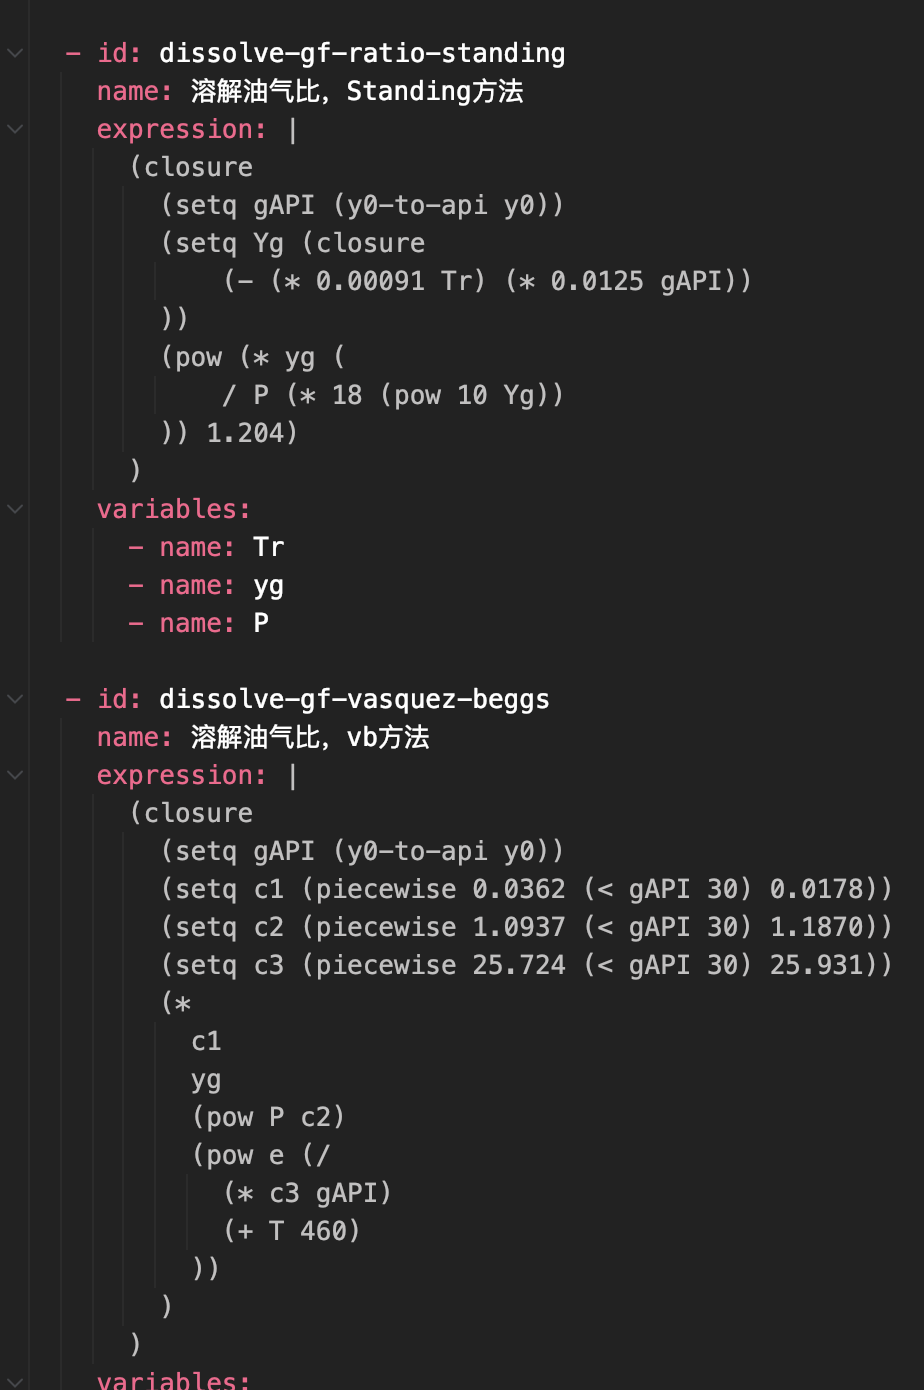 - id: dissolve-gf-ratio-standing
name: 溶解油气比，Standing方法
expression: |
(closure
(setq gAPI (y0-to-api y0))
(setq Yg (closure
(- (* 0.00091 Tr) (* 0.0125 gAPI))
))
(pow (* yg (
/ P (* 18 (pow 10 Yg))
)) 1.204)
)
variables:
- name: Tr
- name: yg
- name: P
- id: dissolve-gf-vasquez-beggs
name: 溶解油气比，vb方法
expression: |
(closure
(setq gAPI (y0-to-api y0))
(setq c1 (piecewise 0.0362 (< gAPI 30) 0.0178))
(setq c2 (piecewise 1.0937 (< gAPI 30) 1.1870))
(setq c3 (piecewise 25.724 (< gAPI 30) 25.931))
(*
c1
yg
(pow P c2)
(pow e (/
(* c3 gAPI)
(+ T 460)
))
)
)
variables: